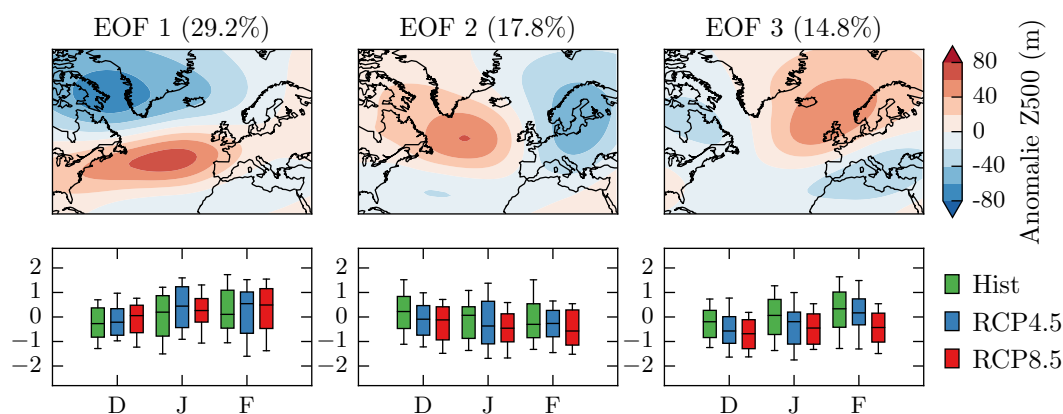 EOF 1 (29.2%)
EOF 2 (17.8%)
EOF 3 (14.8%)
80
40
0
-40
-80
Anomalie Z500 (m)
2
1
0
−1
−2
D J F
2
1
0
−1
−2
D J F
2
1
0
−1
−2
D J F
Hist
RCP4.5
RCP8.5